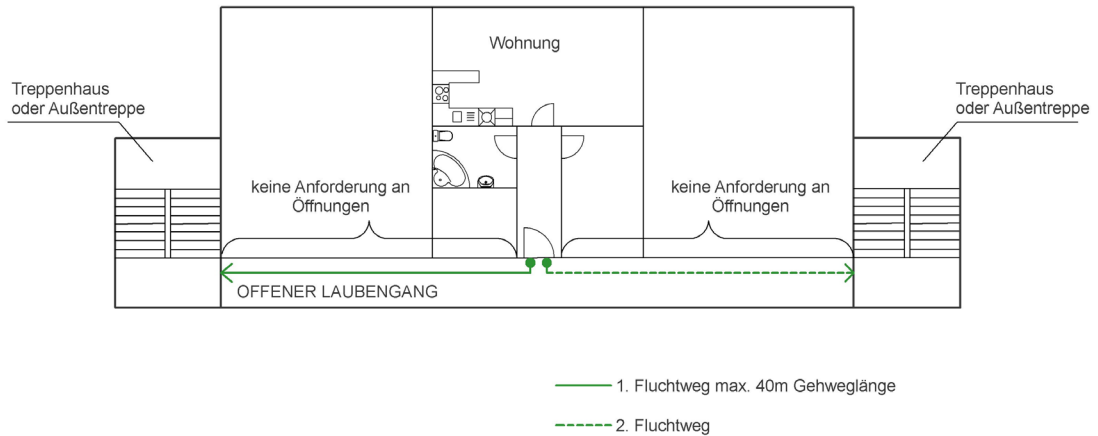 Wohnung
Treppenhaus
oder Außentreppe
Treppenhaus
oder Außentreppe
keine Anforderung an
Öffnungen
keine Anforderung an
Öffnungen
OFFENER LAUBENGANG
1. Fluchtweg max. 40m Gehweglänge
2. Fluchtweg